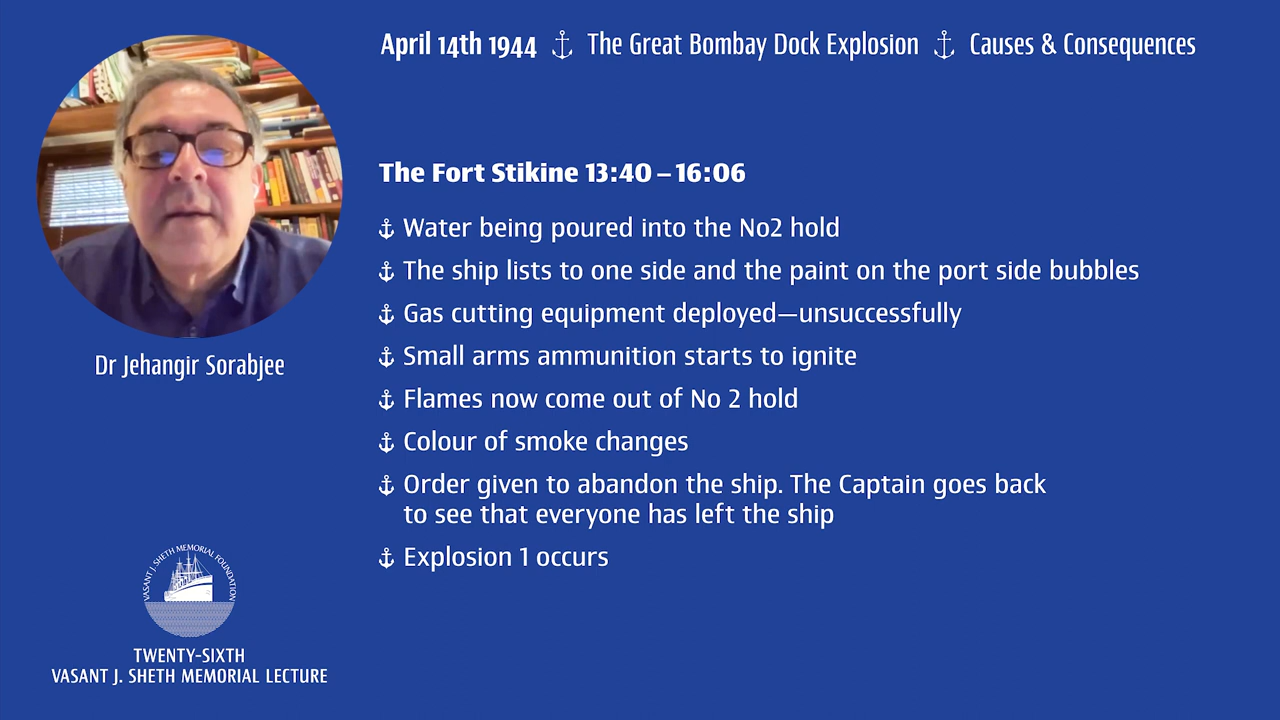 April 14th 1944 ⚓ The Great Bombay Dock Explosion ⚓ Causes & Consequences
The Fort Stikine 13:40 – 16:06
⚓ Water being poured into the No2 hold
⚓ The ship lists to one side and the paint on the port side bubbles
⚓ Gas cutting equipment deployed—unsuccessfully
⚓ Small arms ammunition starts to ignite
⚓ Flames now come out of No 2 hold
⚓ Colour of smoke changes
⚓ Order given to abandon the ship. The Captain goes back
to see that everyone has left the ship
⚓ Explosion 1 occurs
Dr Jehangir Sorabjee
VASANT J. SHETH MEMORIAL FOUNDATION
TWENTY-SIXTH
VASANT J. SHETH MEMORIAL LECTURE